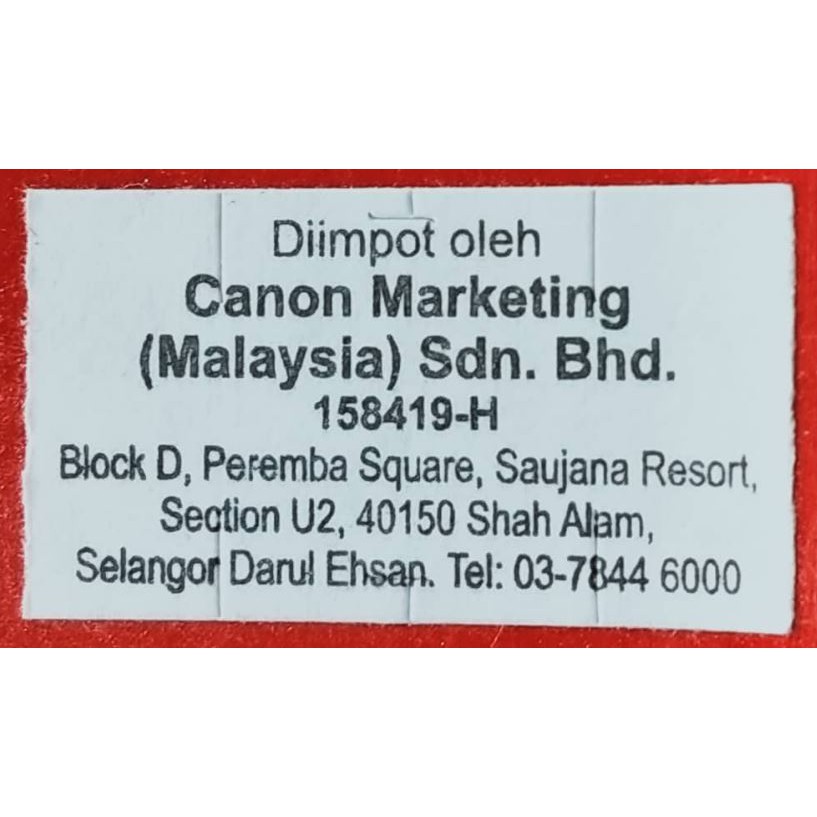 Diimpot oleh
Canon Marketing
(Malaysia) Sdn. Bhd.
158419-H
Block D, Peremba Square, Saujana Resort,
Section U2, 40150 Shah Alam,
Selangor Darul Ehsan. Tel: 03-7844 6000